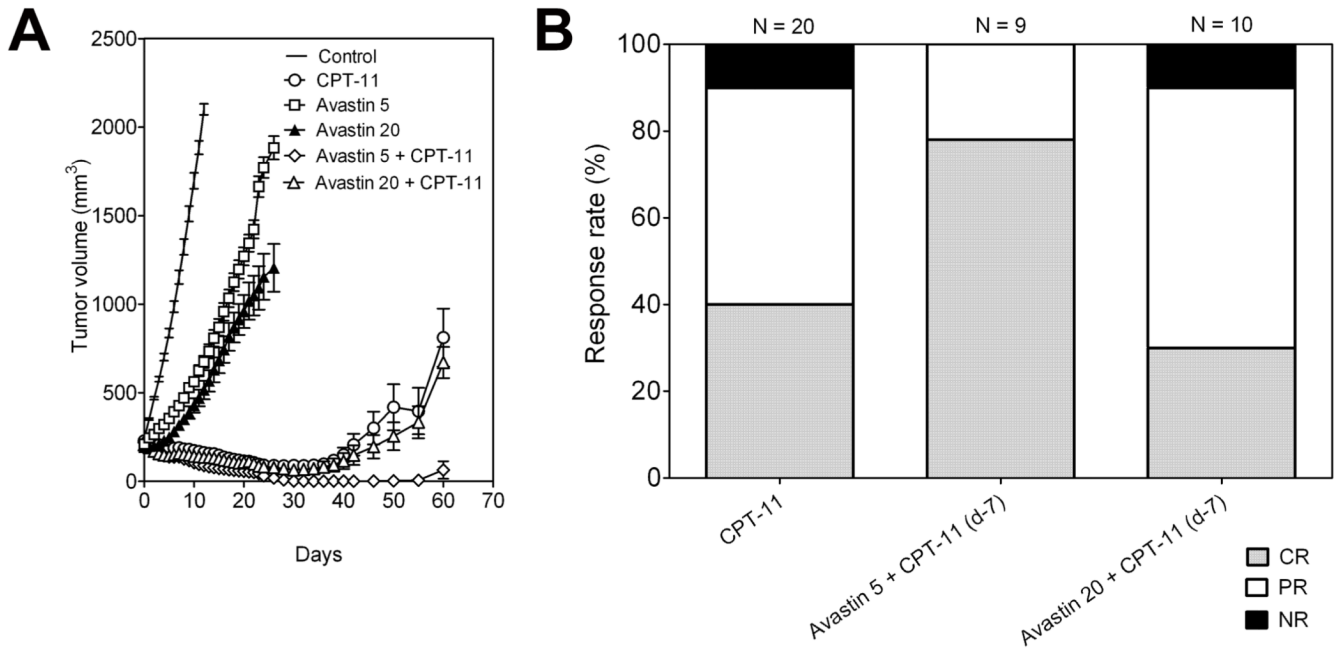 A
2500
2000
1500
1000
500
0
Tumor volume (mm³)
0 10 20 30 40 50 60 70
Days
Control
CPT-11
Avastin 5
Avastin 20
Avastin 5 + CPT-11
Avastin 20 + CPT-11
B
N = 20 N = 9 N = 10
100
80
60
40
20
0
Response rate (%)
CPT-11
Avastin 5 + CPT-11 (d-7)
Avastin 20 + CPT-11 (d-7)
CR
PR
NR